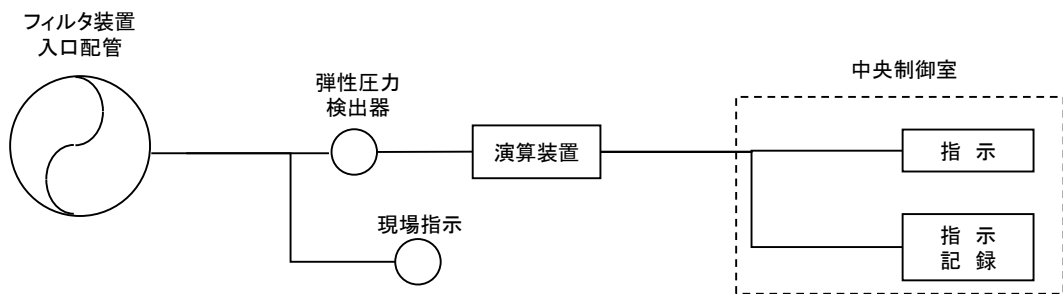 フィルタ装置
入口配管
弾性圧力
検出器
演算装置
現場指示
中央制御室
指 示
指 示
記 録